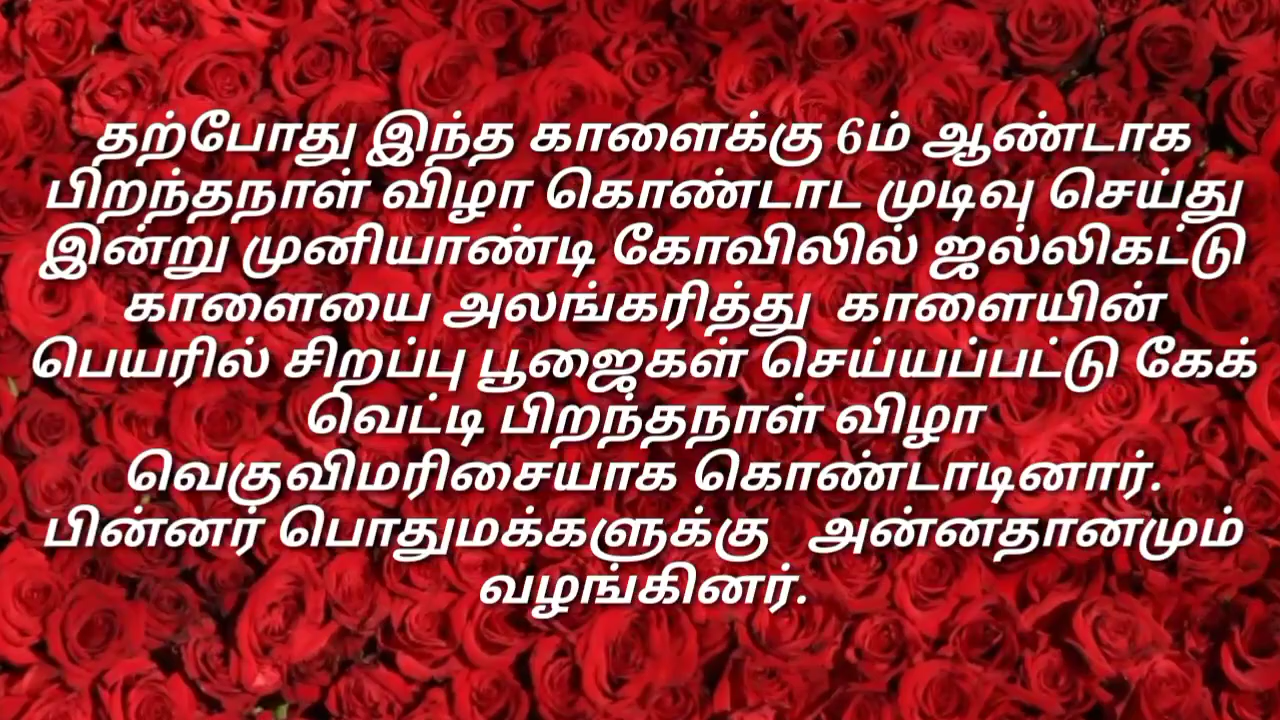 தற்போது இந்த காளைக்கு 6ம் ஆண்டாக
பிறந்தநாள் விழா கொண்டாட முடிவு செய்து
இன்று முனியாண்டி கோவிலில் ஜல்லிகட்டு
காளையை அலங்கரித்து காளையின்
பெயரில் சிறப்பு பூஜைகள் செய்யப்பட்டு கேக்
வெட்டி பிறந்தநாள் விழா
வெகுவிமரிசையாக கொண்டாடினார்.
பின்னர் பொதுமக்களுக்கு அன்னதானமும்
வழங்கினர்.